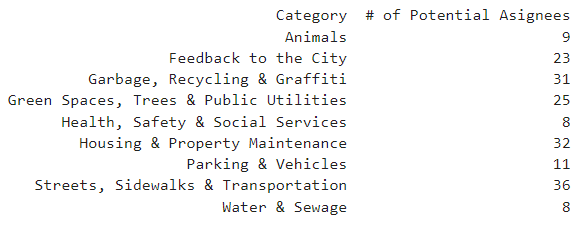 Category # of Potential Asignees
Animals 9
Feedback to the City 23
Garbage, Recycling & Graffiti 31
Green Spaces, Trees & Public Utilities 25
Health, Safety & Social Services 8
Housing & Property Maintenance 32
Parking & Vehicles 11
Streets, Sidewalks & Transportation 36
Water & Sewage 8